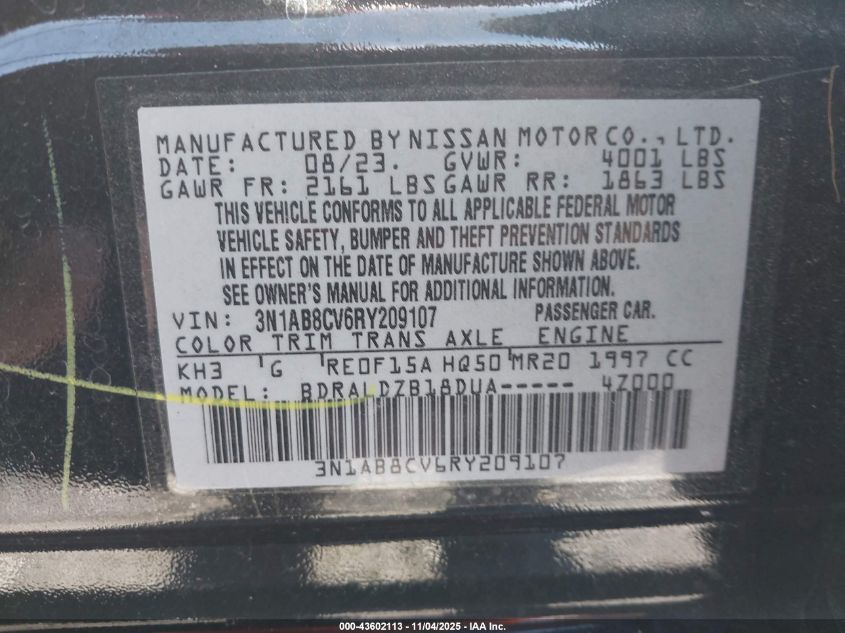 MANUFACTURED BY NISSAN MOTOR CO., LTD.
DATE: 08/23. GVWR: 4001 LBS
GAWR FR: 2161 LBS GAWR RR: 1863 LBS
THIS VEHICLE CONFORMS TO ALL APPLICABLE FEDERAL MOTOR
VEHICLE SAFETY, BUMPER AND THEFT PREVENTION STANDARDS
IN EFFECT ON THE DATE OF MANUFACTURE SHOWN ABOVE.
SEE OWNER'S MANUAL FOR ADDITIONAL INFORMATION.
VIN: 3N1AB8CV6RY209107 PASSENGER CAR.
COLOR TRIM TRANS AXLE ENGINE
KH3 G RE0F15A HQ50 MR20 1997 CC
MODEL: BDRALDZB18DUA----- 4Z000
3N1AB8CV6RY209107
000-43602113 - 11/04/2025 - IAA Inc.